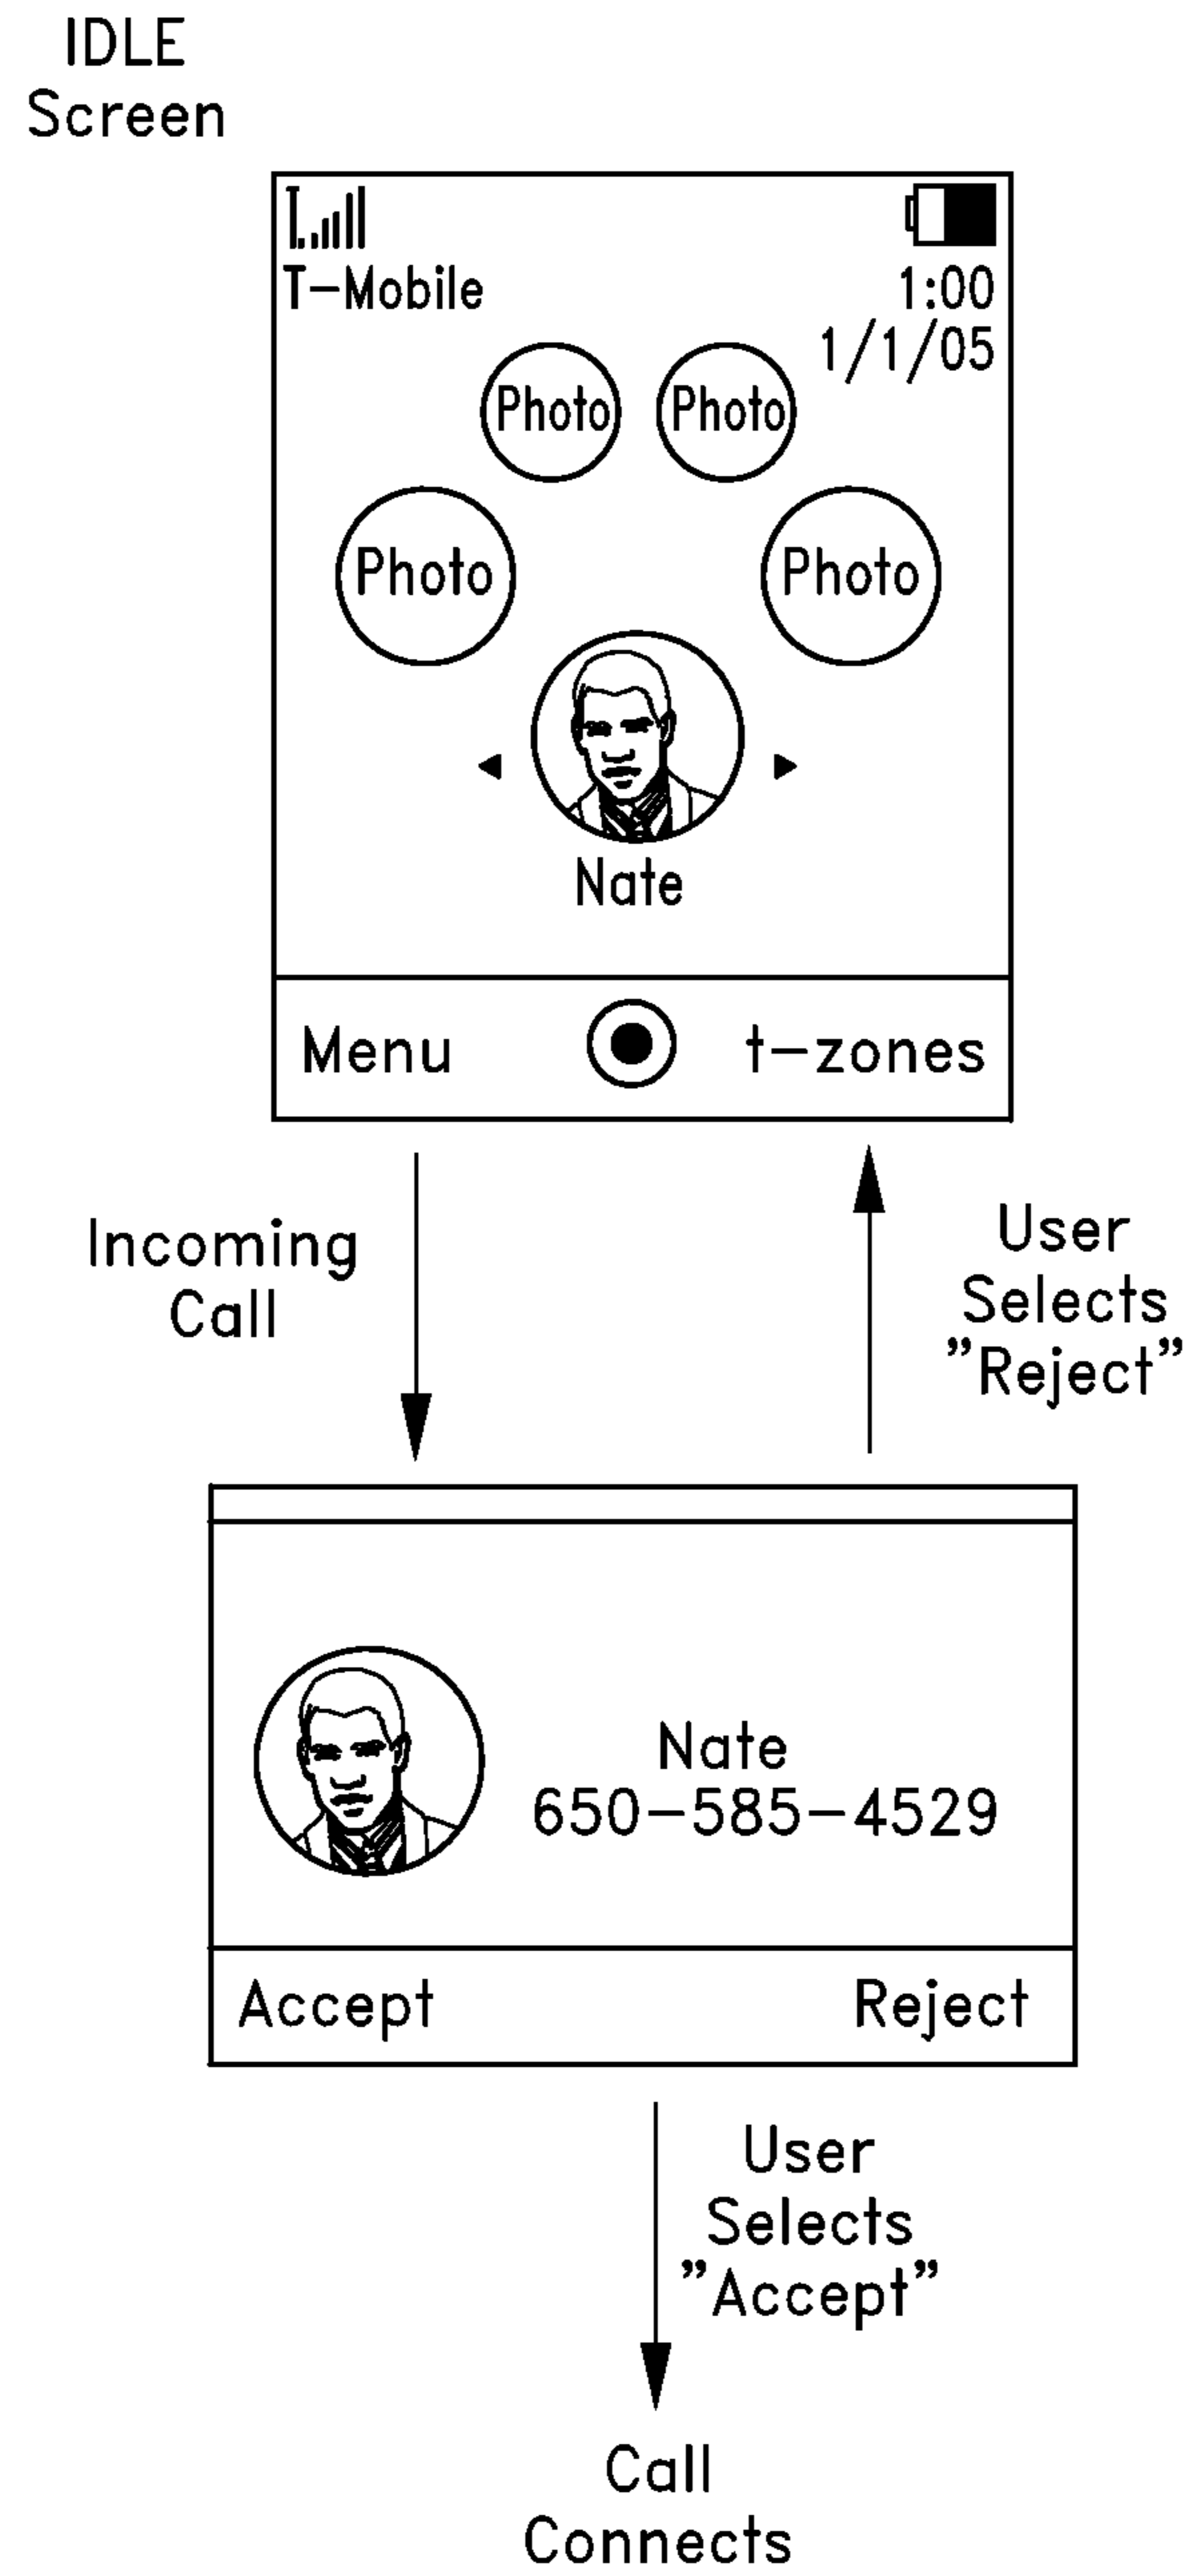 IDLE
Screen
T-Mobile
1:00
1/1/05
Photo
Photo
Photo
Photo
Nate
Menu
t-zones
Incoming
Call
User
Selects
"Reject"
Nate
650-585-4529
Accept
Reject
User
Selects
"Accept"
Call
Connects